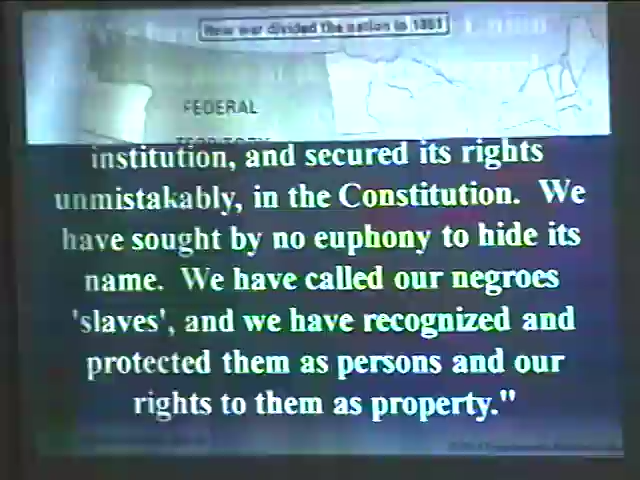 How war divided the nation in 1861
FEDERAL
TERRITORY
institution, and secured its rights
unmistakably, in the Constitution. We
have sought by no euphony to hide its
name. We have called our negroes
'slaves', and we have recognized and
protected them as persons and our
rights to them as property."